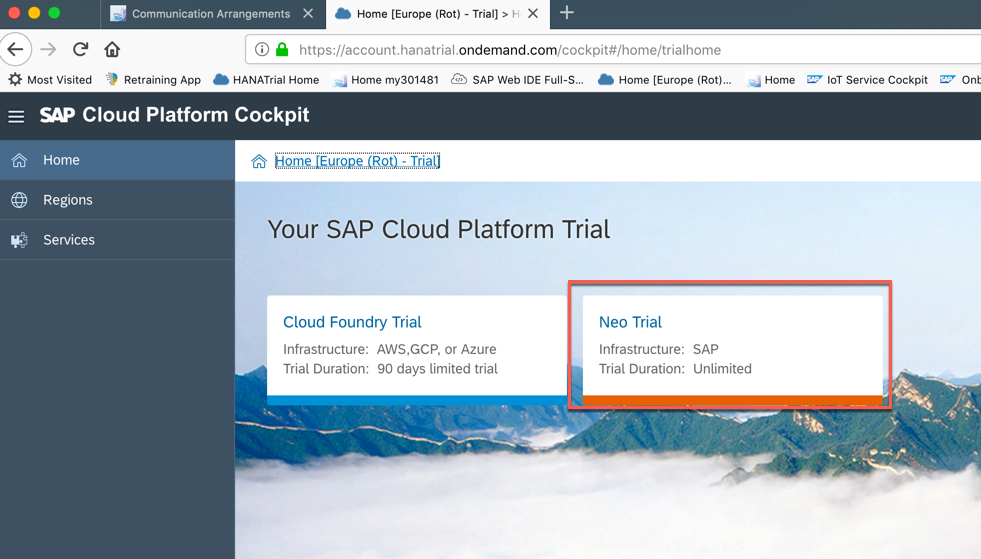 Communication Arrangements
Home [Europe (Rot) - Trial] > H
https://account.hanatrial.ondemand.com/cockpit#/home/trialhome
Most Visited Retraining App HANATrial Home Home my301481 SAP Web IDE Full-S... Home [Europe (Rot)... Home IoT Service Cockpit Onb
SAP Cloud Platform Cockpit
Home
Regions
Services
Home [Europe (Rot) - Trial]
Your SAP Cloud Platform Trial
Cloud Foundry Trial
Infrastructure: AWS,GCP, or Azure
Trial Duration: 90 days limited trial
Neo Trial
Infrastructure: SAP
Trial Duration: Unlimited